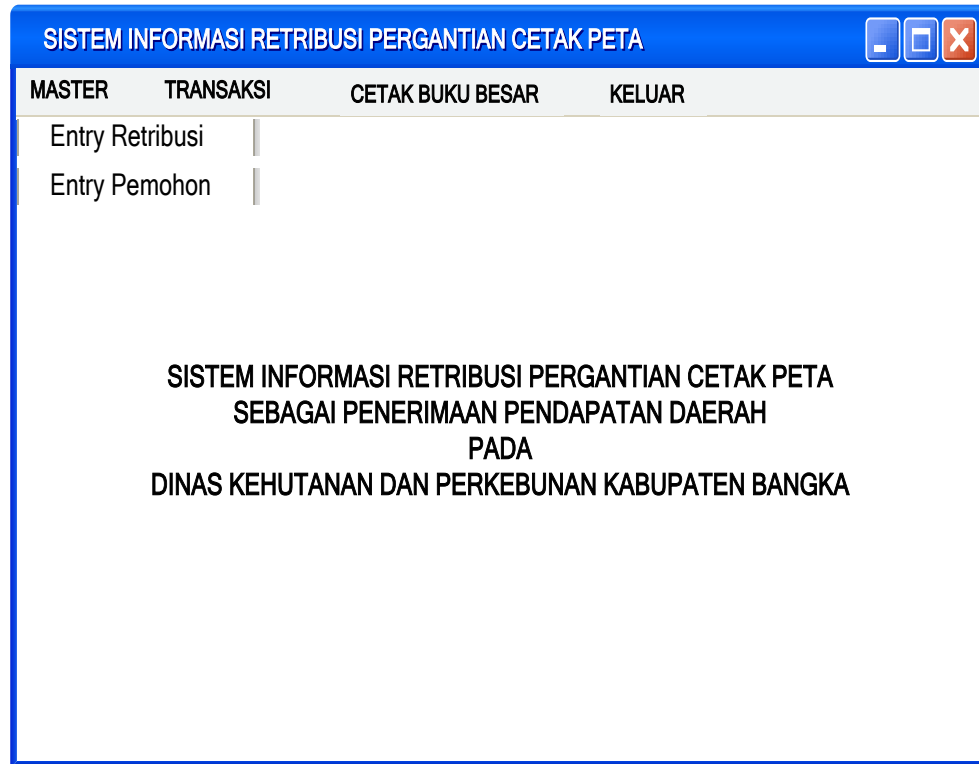 SISTEM INFORMASI RETRIBUSI PERGANTIAN CETAK PETA
MASTER TRANSAKSI CETAK BUKU BESAR KELUAR
Entry Retribusi
Entry Pemohon
SISTEM INFORMASI RETRIBUSI PERGANTIAN CETAK PETA
SEBAGAI PENERIMAAN PENDAPATAN DAERAH
PADA
DINAS KEHUTANAN DAN PERKEBUNAN KABUPATEN BANGKA